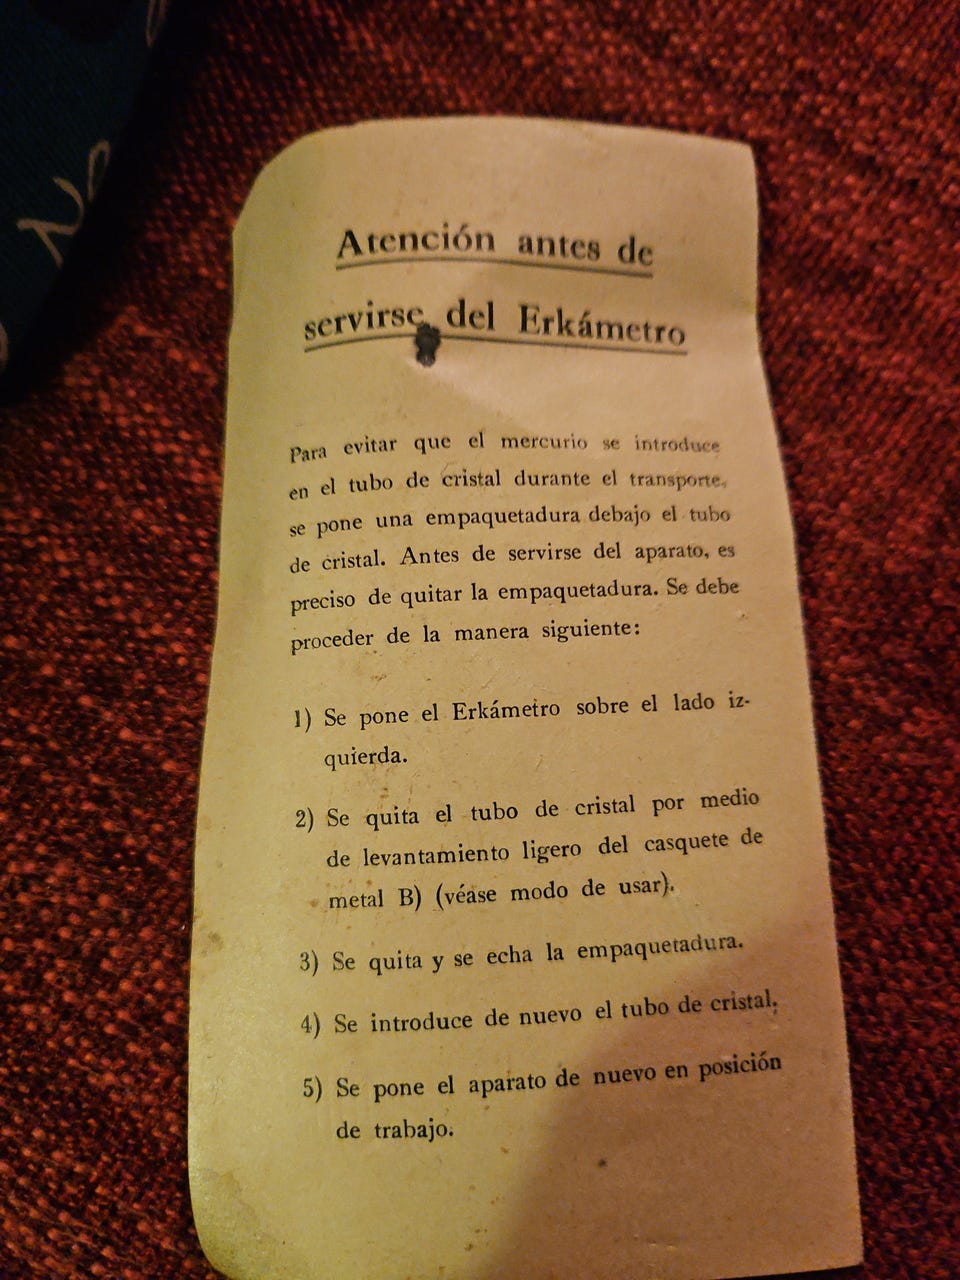 Atención antes de
servirse del Erkámetro
Para evitar que el mercurio se introduce
en el tubo de cristal durante el transporte,
se pone una empaquetadura debajo el tubo
de cristal. Antes de servirse del aparato, es
preciso de quitar la empaquetadura. Se debe
proceder de la manera siguiente:
1) Se pone el Erkámetro sobre el lado iz-
quierda.
2) Se quita el tubo de cristal por medio
de levantamiento ligero del casquete de
metal B) (véase modo de usar).
3) Se quita y se echa la empaquetadura.
4) Se introduce de nuevo el tubo de cristal.
5) Se pone el aparato de nuevo en posición
de trabajo.